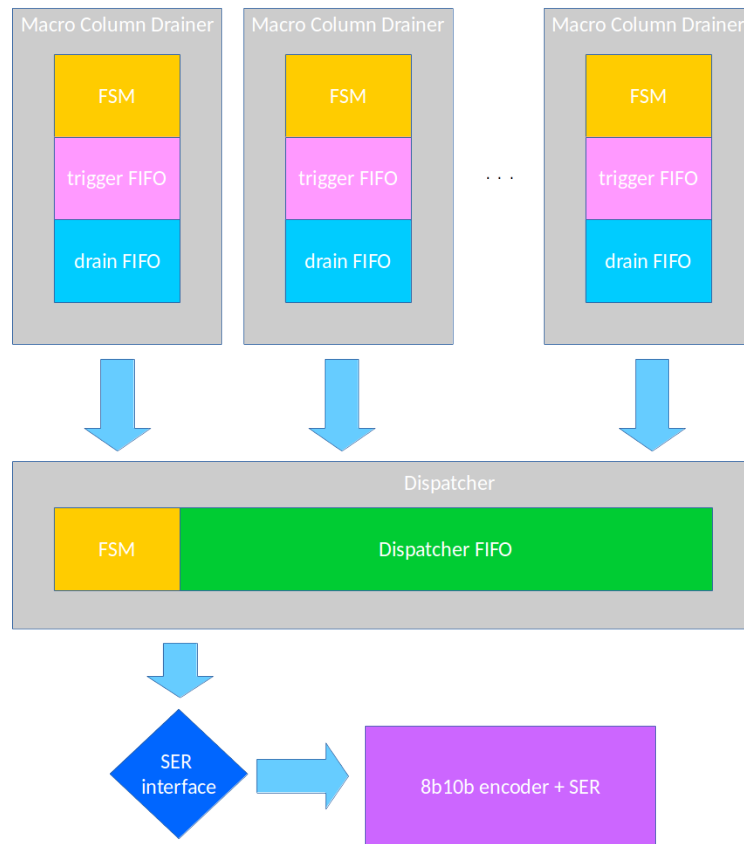 Macro Column Drainer
Macro Column Drainer
Macro Column Drainer
FSM
FSM
FSM
trigger FIFO
trigger FIFO
. . .
trigger FIFO
drain FIFO
drain FIFO
drain FIFO
Dispatcher
FSM
Dispatcher FIFO
SER
interface
8b10b encoder + SER